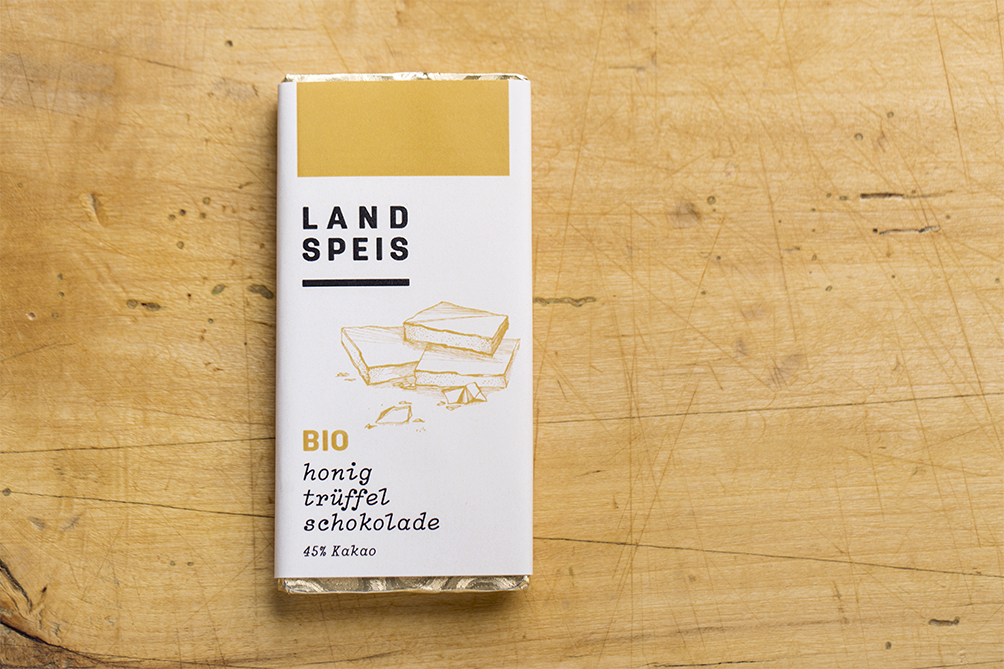 LAND
SPEIS
BIO
honig
trüffel
schokolade
45% Kakao